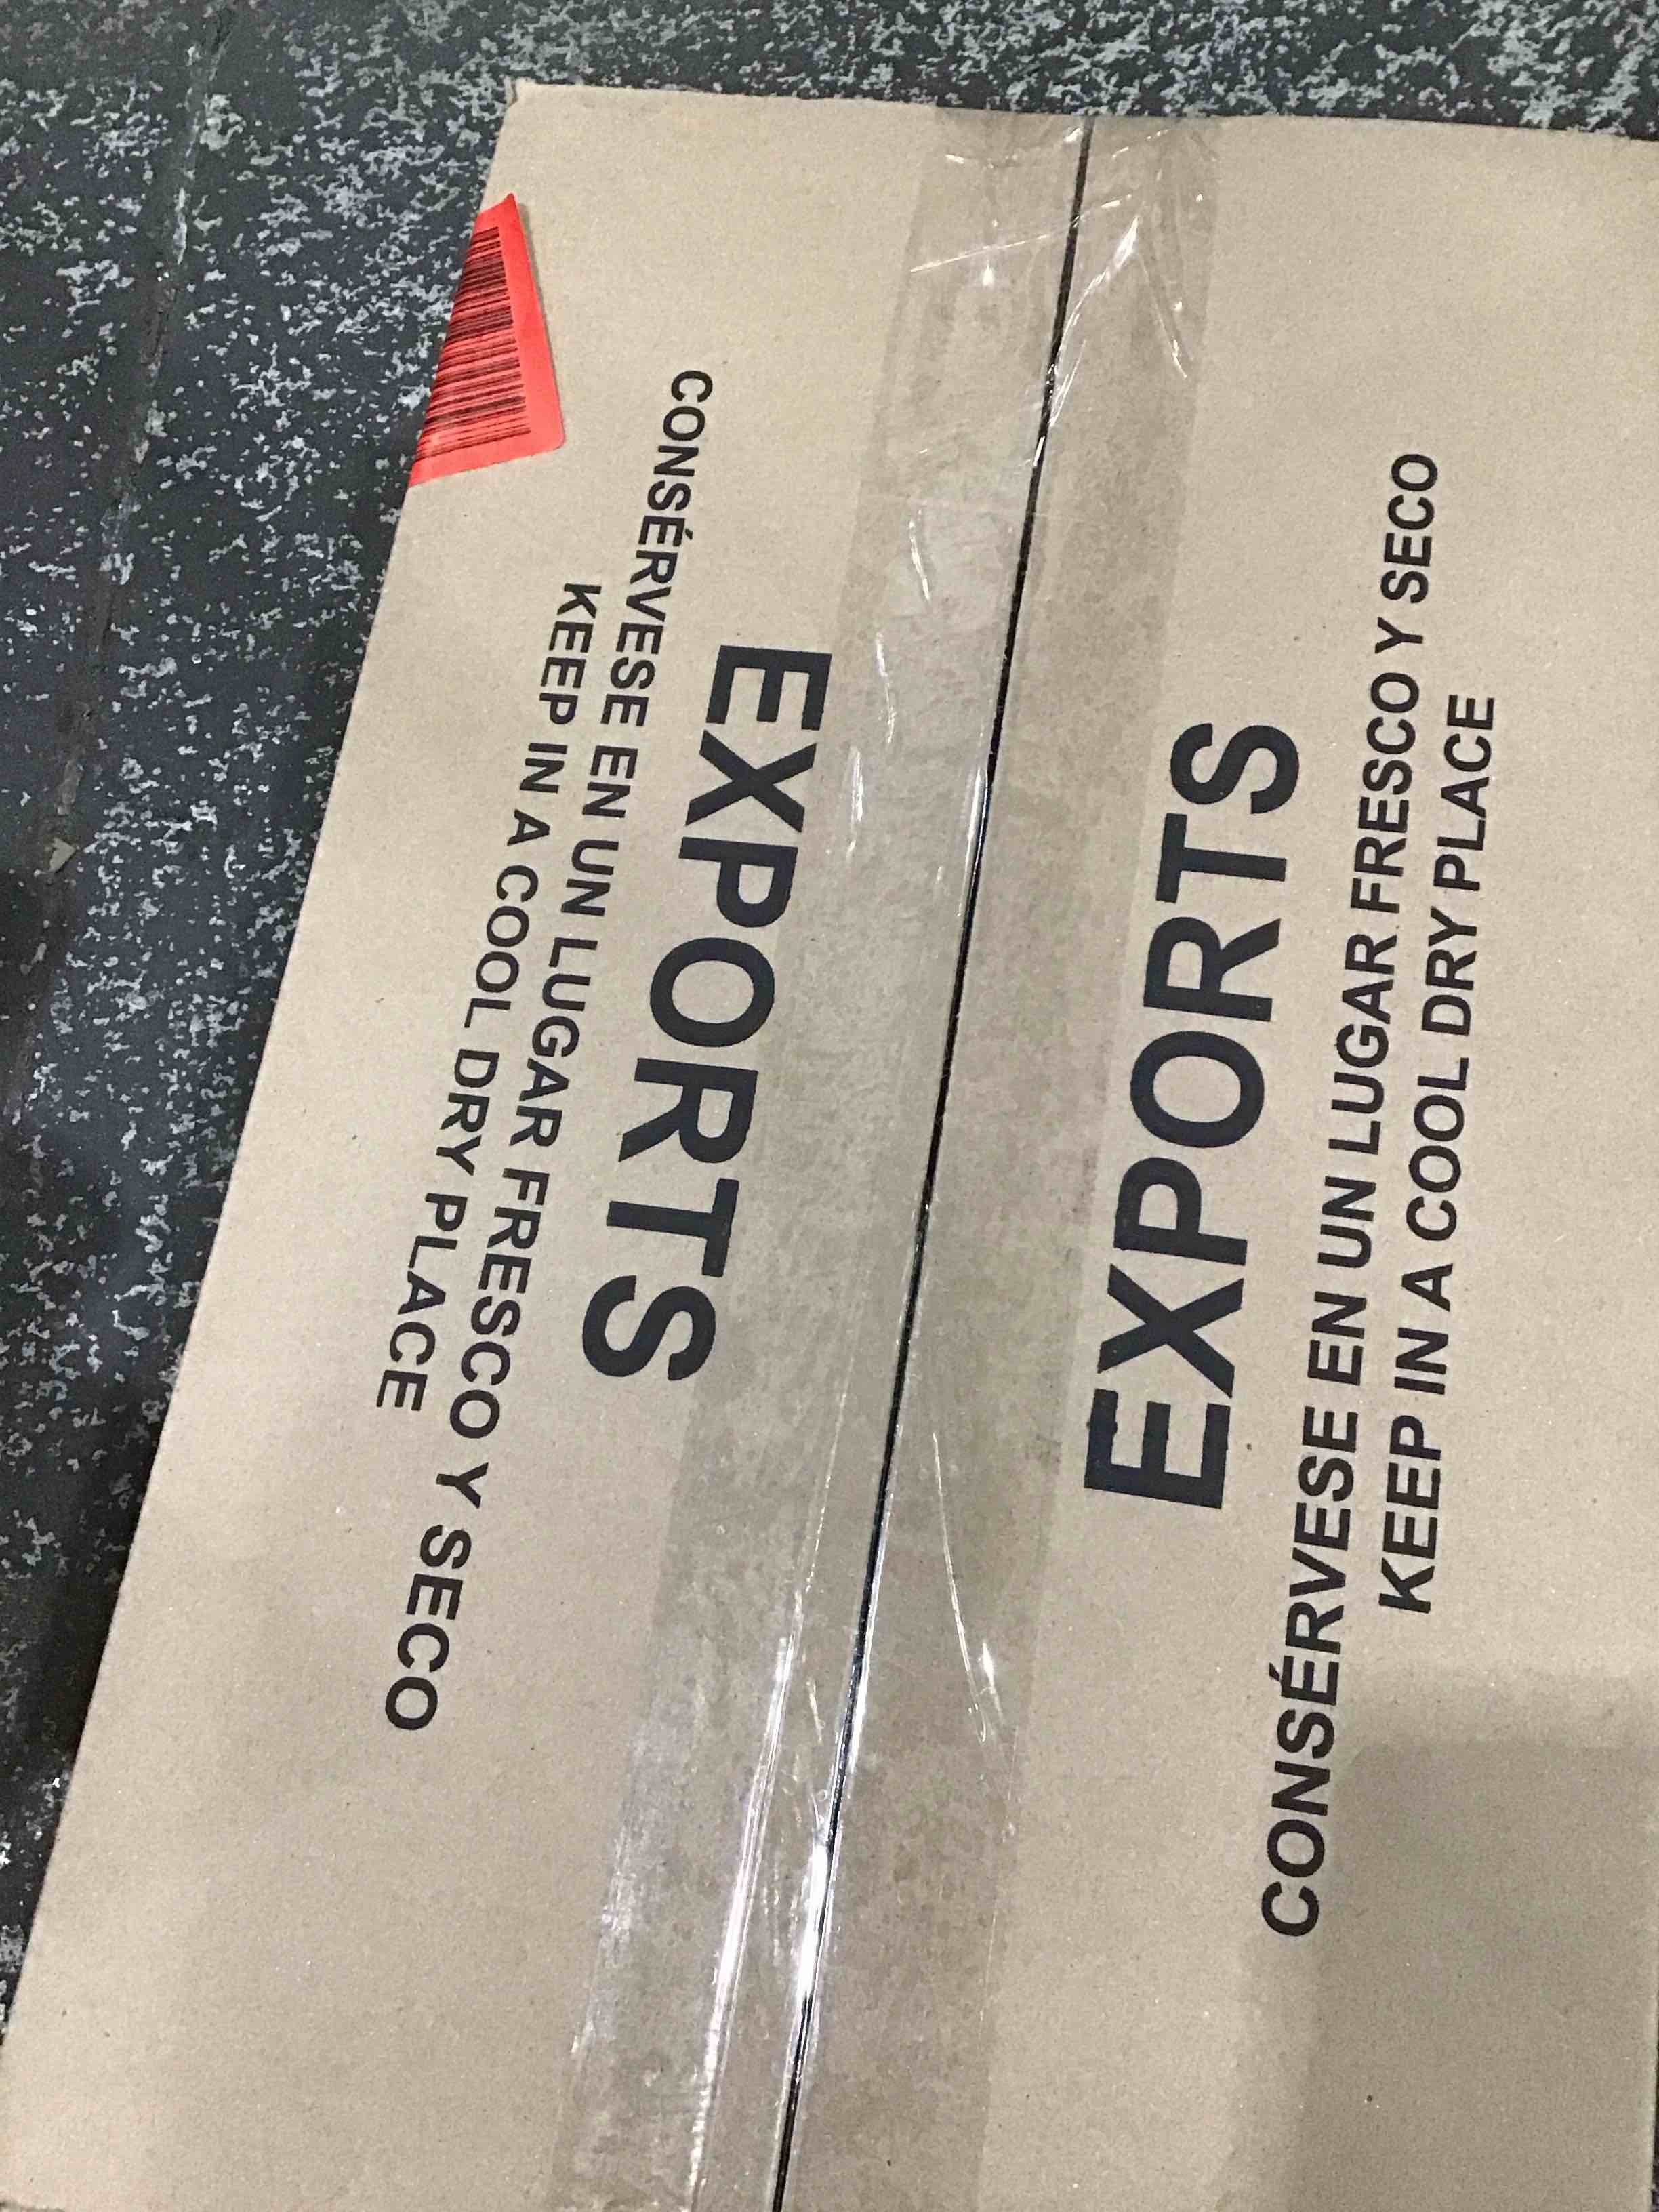 EXPORTS
CONSÉRVESE EN UN LUGAR FRESCO Y SECO
KEEP IN A COOL DRY PLACE
EXPORTS
CONSÉRVESE EN UN LUGAR FRESCO Y SECO
KEEP IN A COOL DRY PLACE